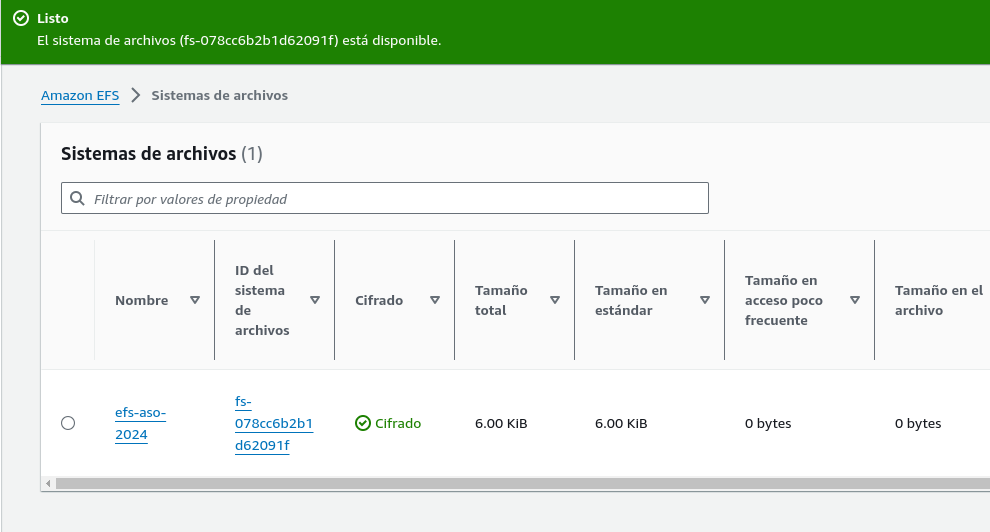 Listo
El sistema de archivos (fs-078cc6b2b1d62091f) está disponible.
Amazon EFS
Sistemas de archivos
Sistemas de archivos (1)
Filtrar por valores de propiedad
Nombre
ID del
sistema
de
archivos
Cifrado
Tamaño
total
Tamaño en
estándar
Tamaño en
acceso poco
frecuente
Tamaño en el
archivo
efs-aso-
2024
fs-
078cc6b2b1
d62091f
Cifrado
6.00 KiB
6.00 KiB
0 bytes
0 bytes